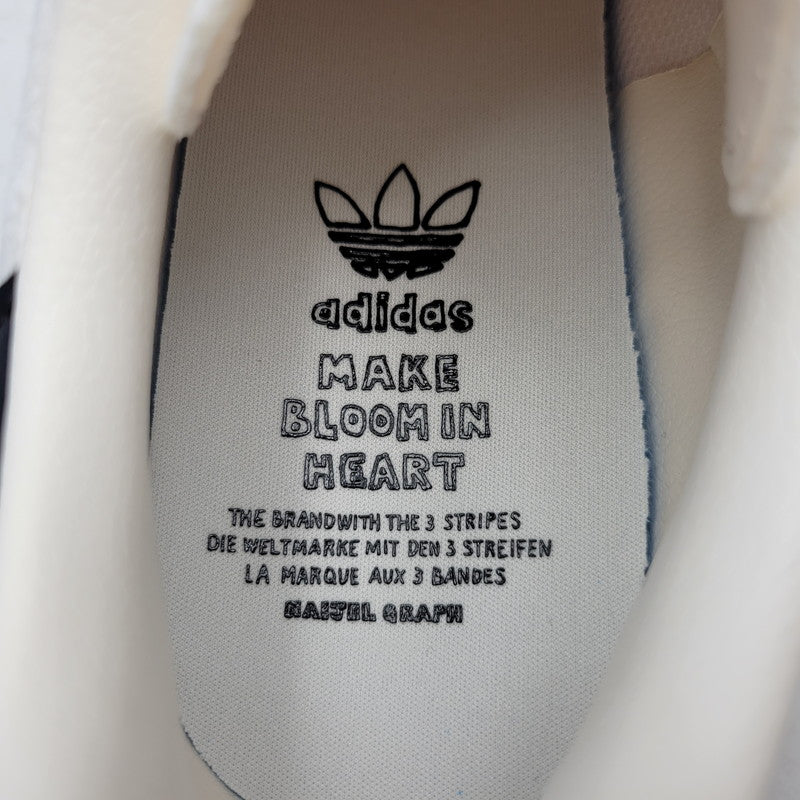 adidas
MAKE
BLOOM IN
HEART
THE BRANDWITH THE 3 STRIPES
DIE WELTMARKE MIT DEN 3 STREIFEN
LA MARQUE AUX 3 BANDES
GRAPH